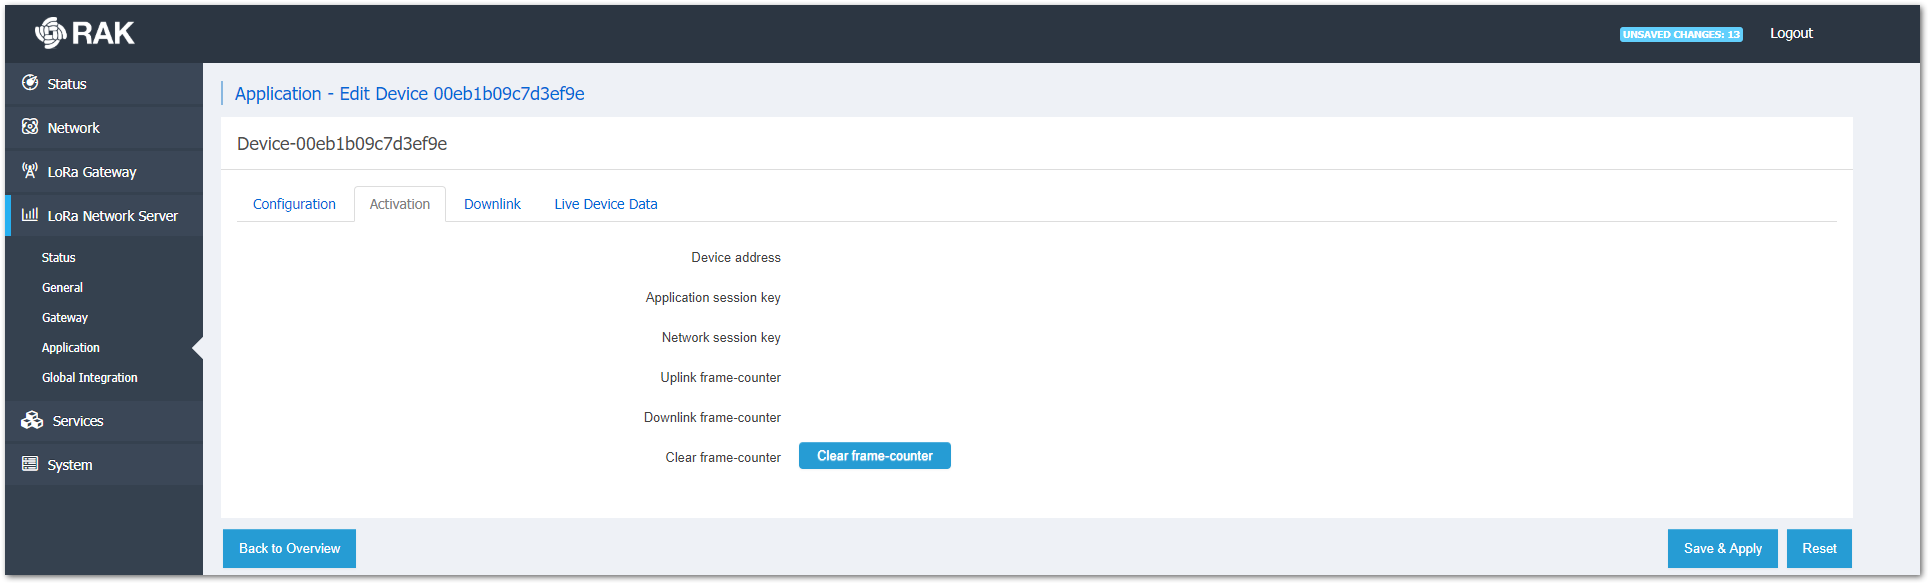 RAK
UNSAVED CHANGES: 13
Logout
Status
Network
LoRa Gateway
LoRa Network Server
Status
General
Gateway
Application
Global Integration
Services
System
Application - Edit Device 00eb1b09c7d3ef9e
Device-00eb1b09c7d3ef9e
Configuration
Activation
Downlink
Live Device Data
Device address
Application session key
Network session key
Uplink frame-counter
Downlink frame-counter
Clear frame-counter
Clear frame-counter
Back to Overview
Save & Apply
Reset